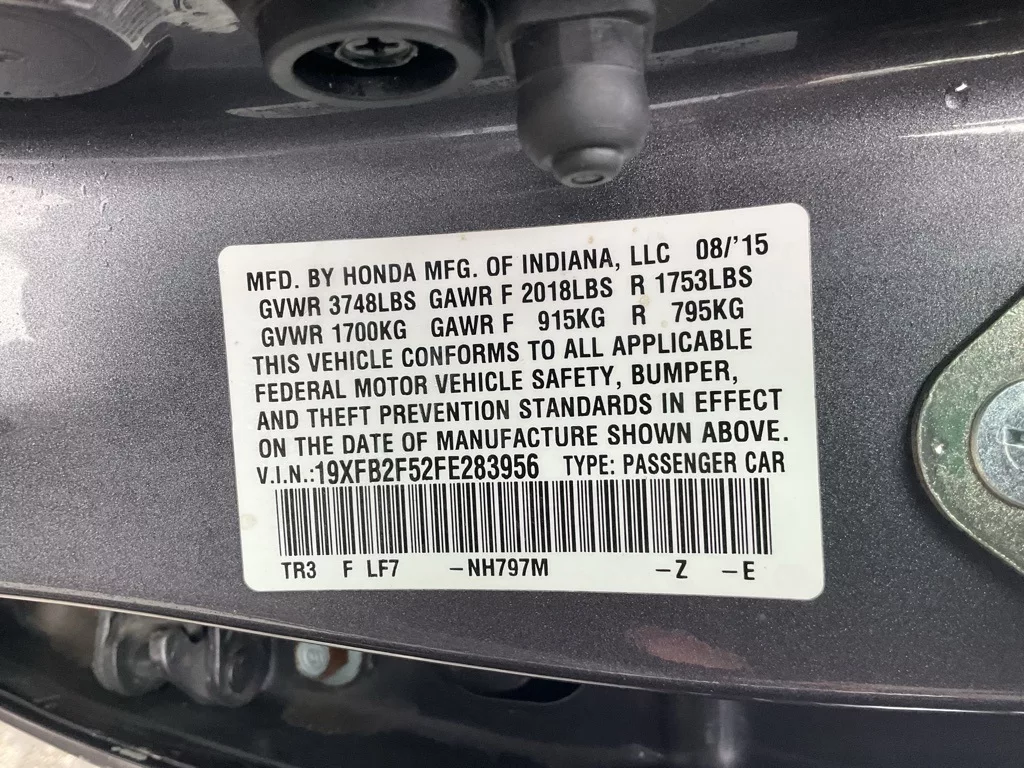 MFD. BY HONDA MFG. OF INDIANA, LLC 08/'15
GVWR 3748LBS GAWR F 2018LBS R 1753LBS
GVWR 1700KG GAWR F 915KG R 795KG
THIS VEHICLE CONFORMS TO ALL APPLICABLE
FEDERAL MOTOR VEHICLE SAFETY, BUMPER,
AND THEFT PREVENTION STANDARDS IN EFFECT
ON THE DATE OF MANUFACTURE SHOWN ABOVE.
V.I.N.:19XFB2F52FE283956 TYPE: PASSENGER CAR
TR3 F LF7 -NH797M -Z -E